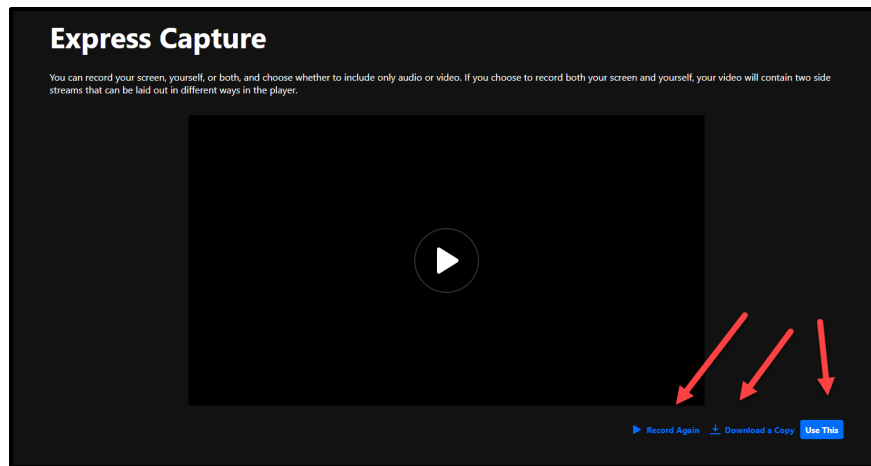 Express Capture
You can record your screen, yourself, or both, and choose whether to include only audio or video. If you choose to record both your screen and yourself, your video will contain two side
streams that can be laid out in different ways in the player.
Record Again Download a Copy Use This